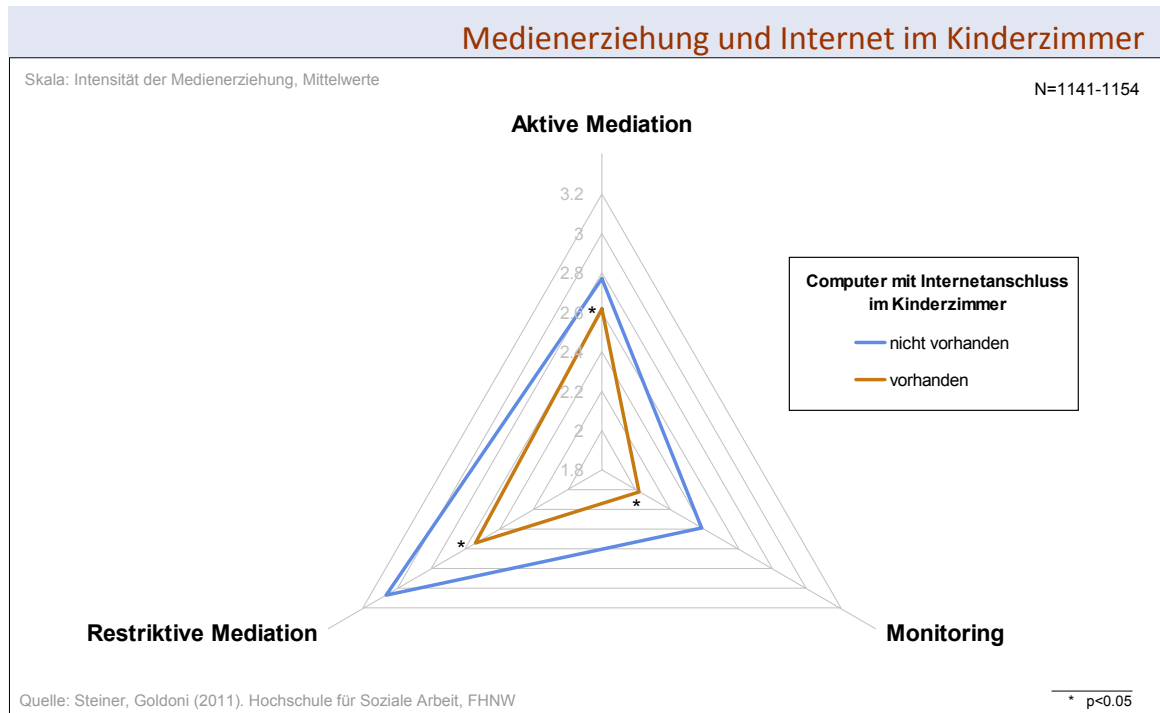 Medienerziehung und Internet im Kinderzimmer
Skala: Intensität der Medienerziehung, Mittelwerte
N=1141-1154
Aktive Mediation
3.2
3
2.8
2.6
*
2.4
2.2
2
1.8
*
*
Computer mit Internetanschluss
im Kinderzimmer
nicht vorhanden
vorhanden
Restriktive Mediation
Monitoring
Quelle: Steiner, Goldoni (2011). Hochschule für Soziale Arbeit, FHNW
* p<0.05